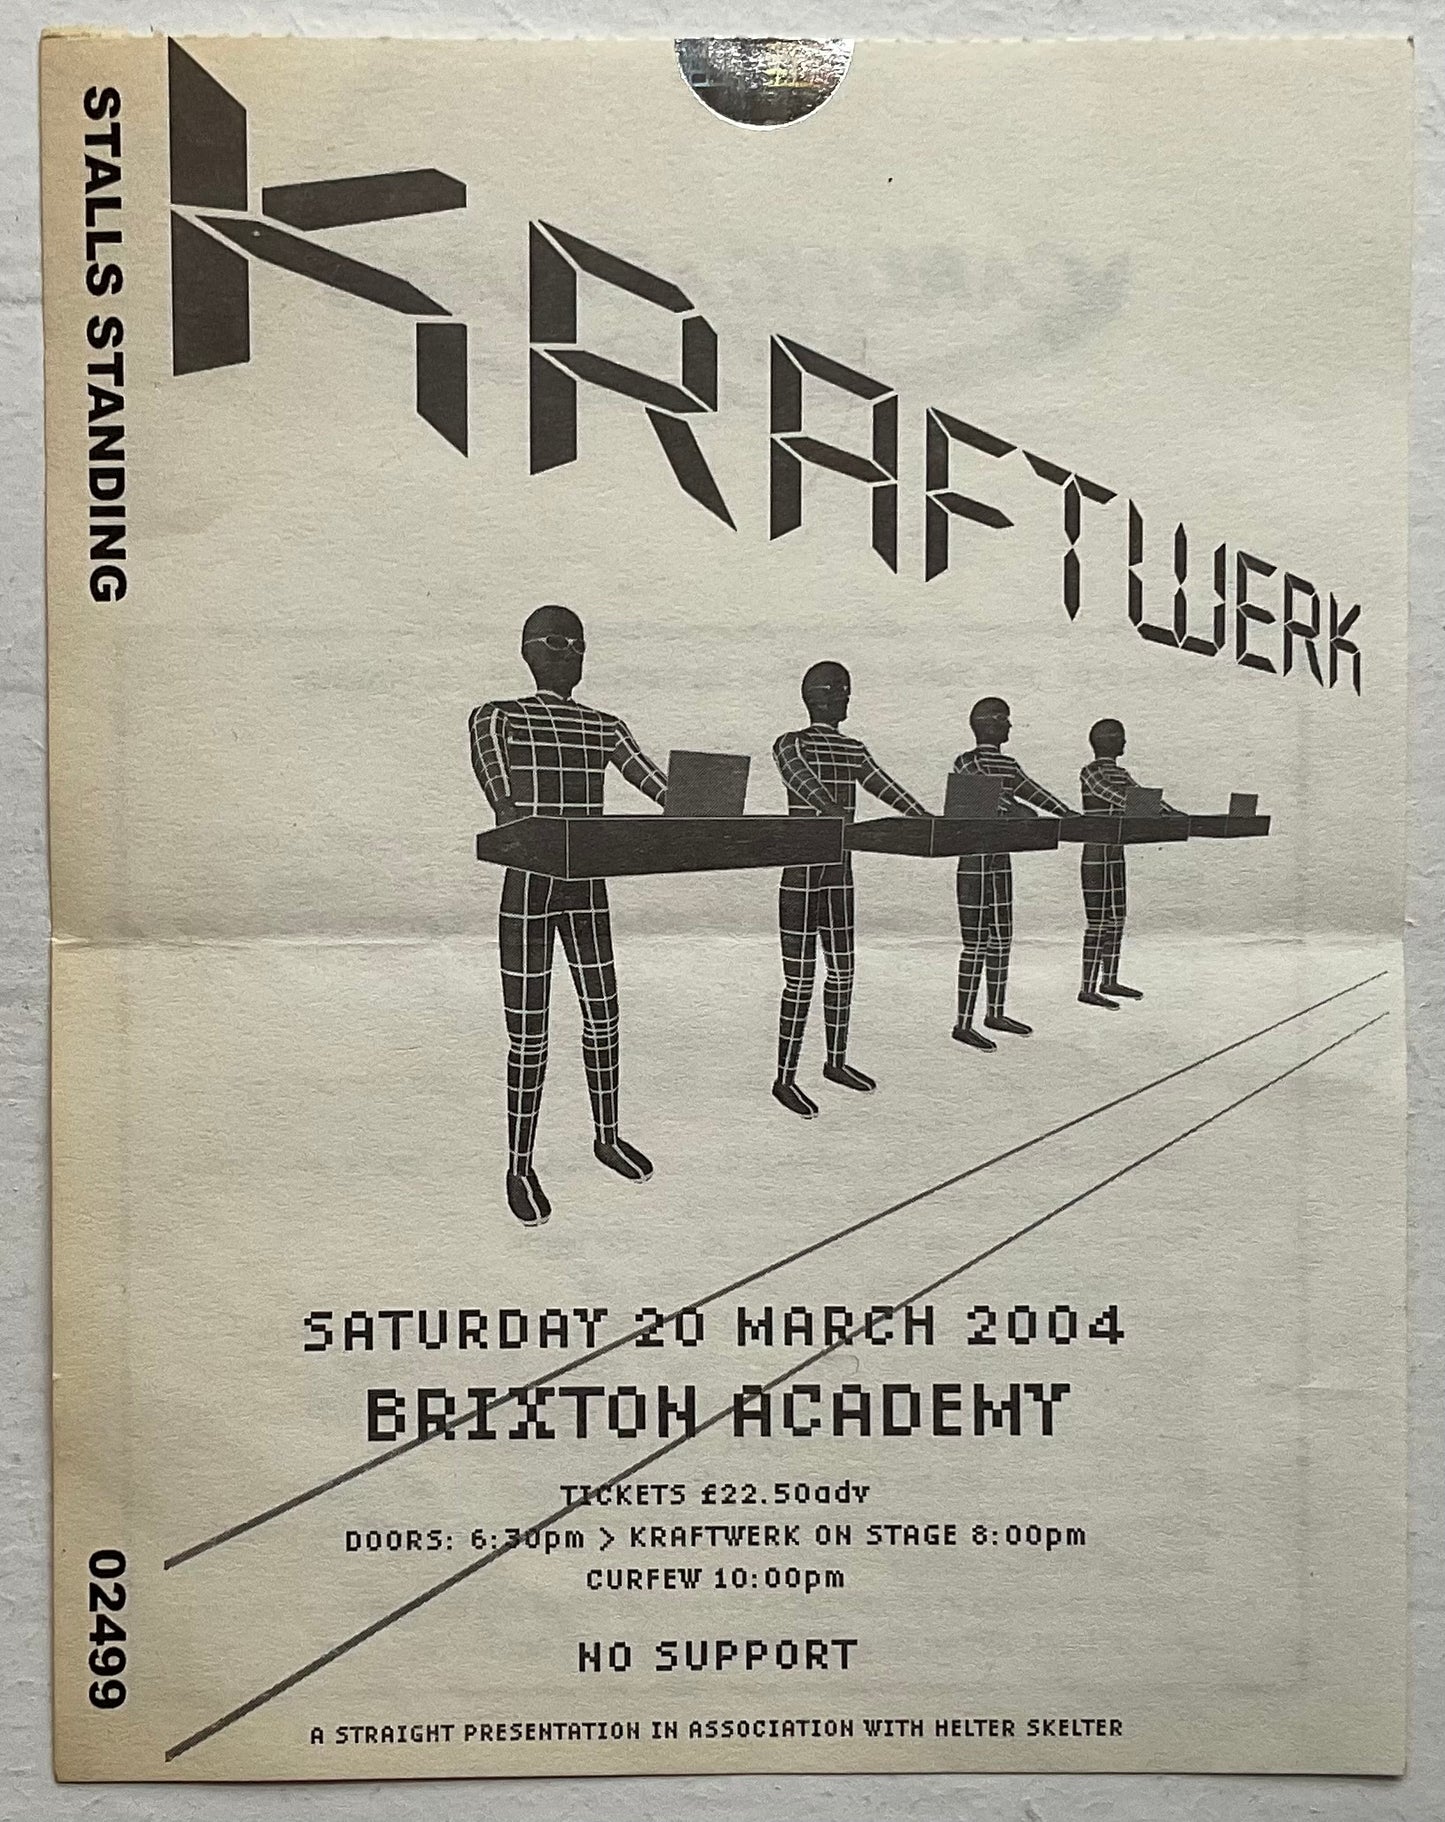 STALLS STANDING
KRAFTWERK
SATURDAY 20 MARCH 2004
BRIXTON ACADEMY
TICKETS £22.50adv
DOORS: 6:30pm > KRAFTWERK ON STAGE 8:00pm
CURFEW 10:00pm
NO SUPPORT
A STRAIGHT PRESENTATION IN ASSOCIATION WITH HELTER SKELTER
02499